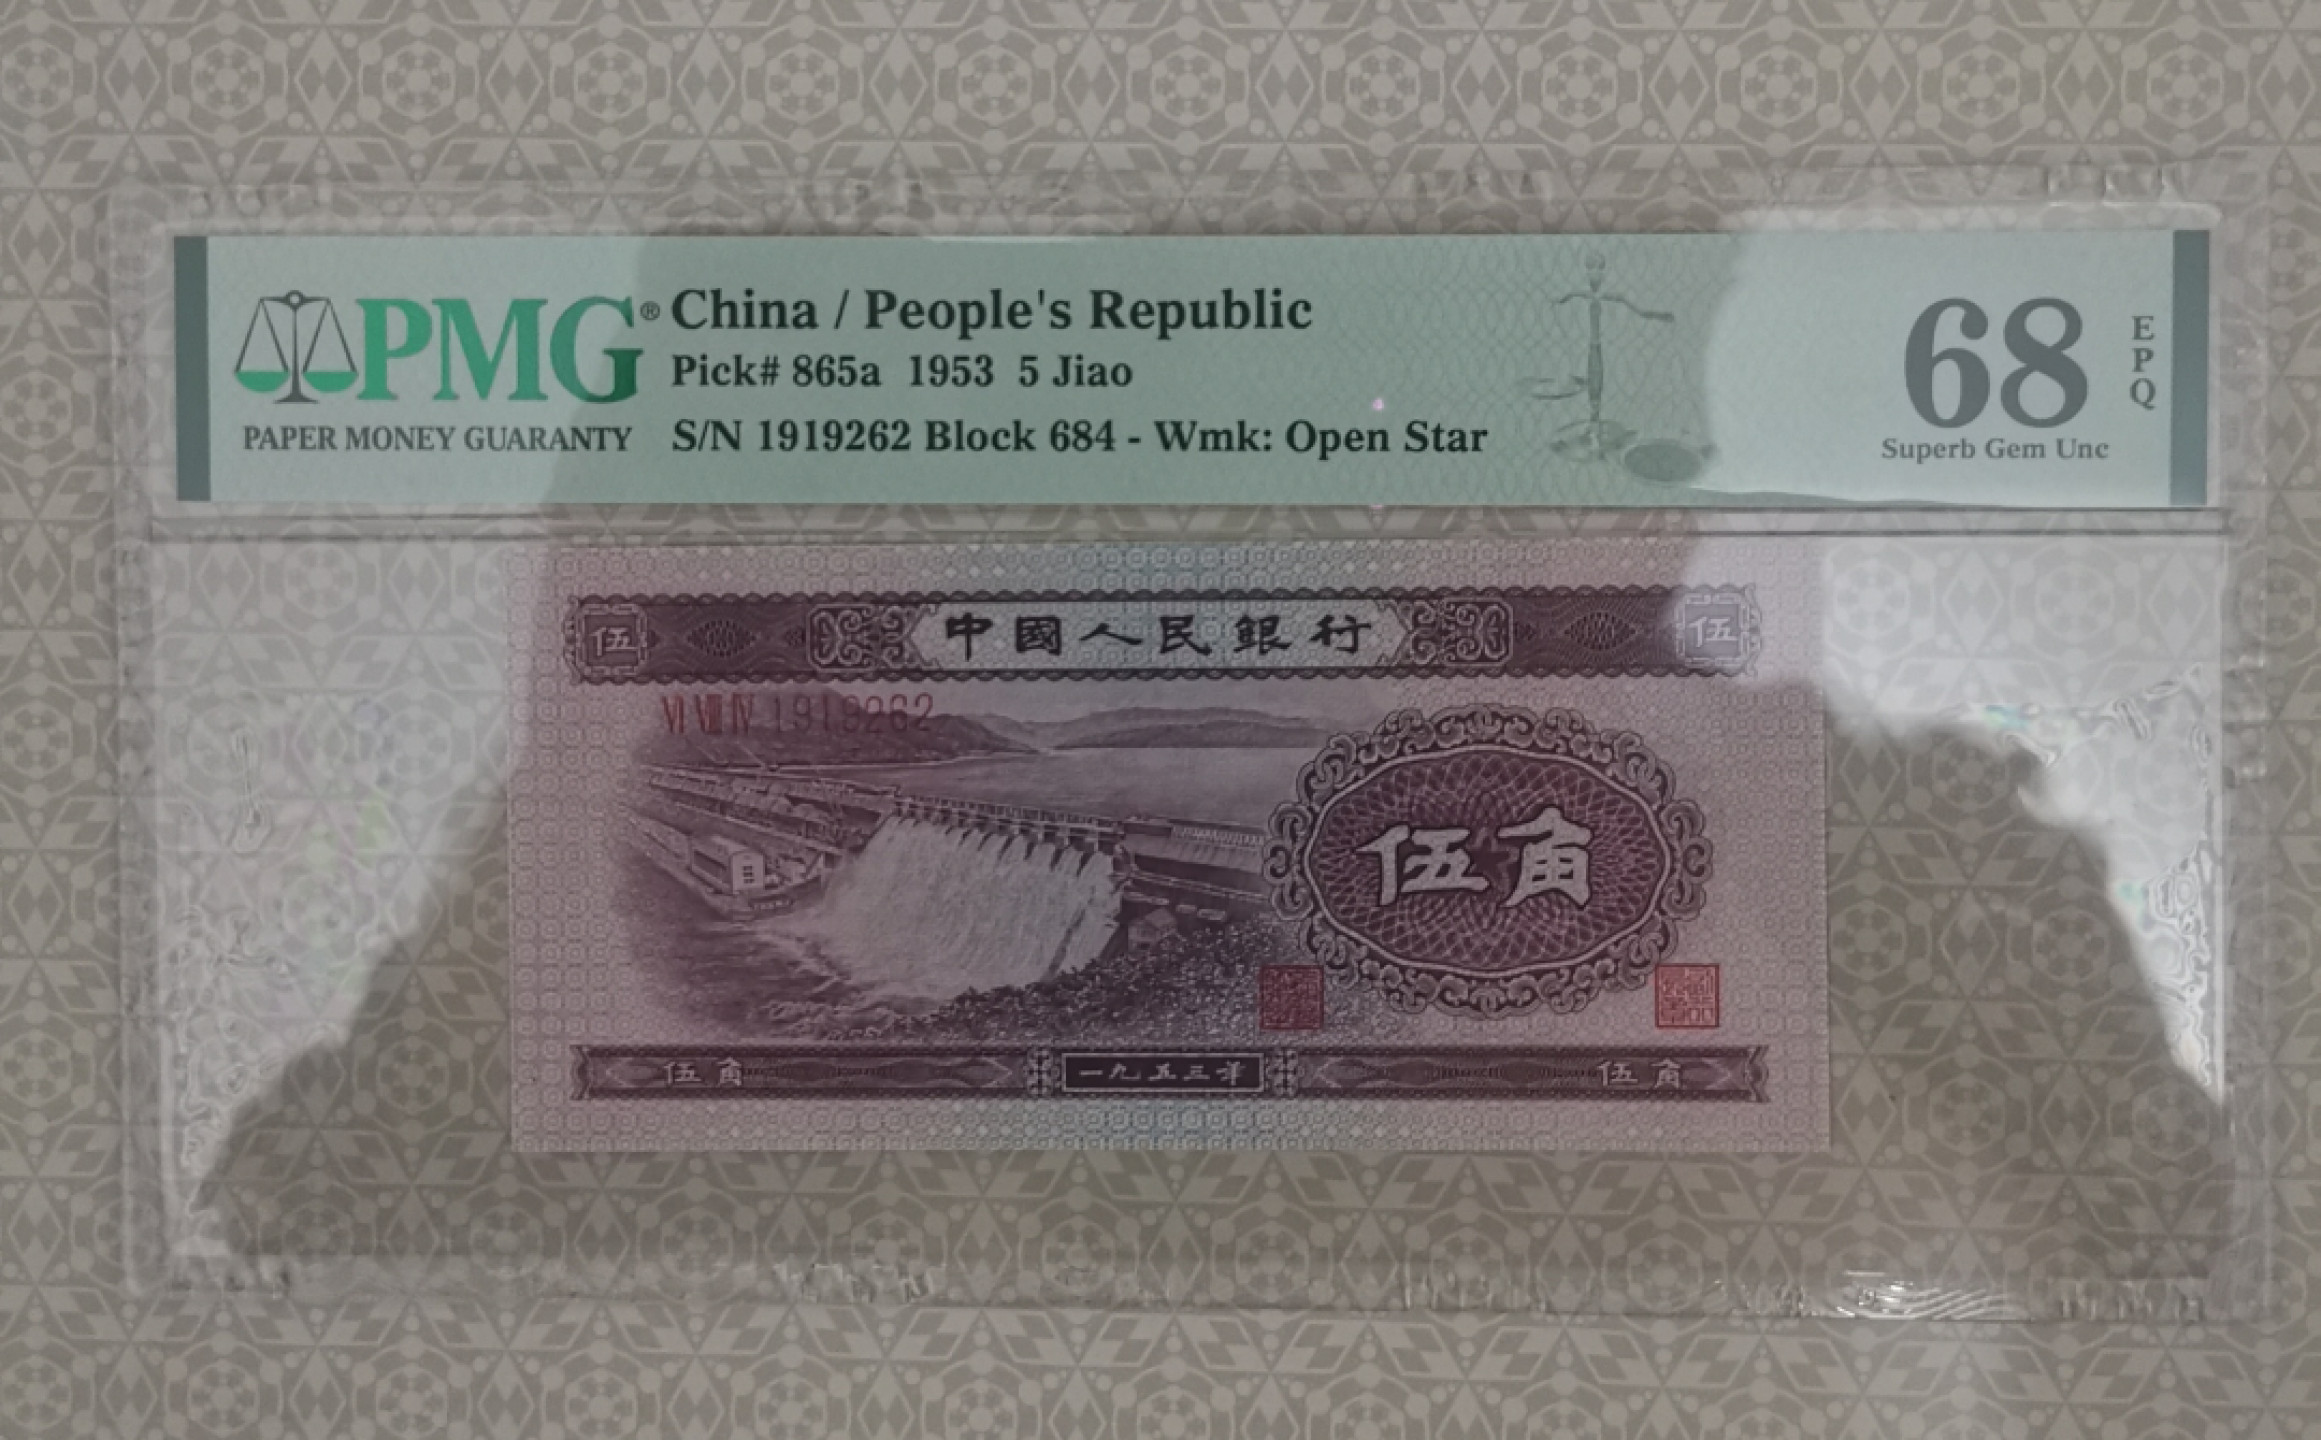 PMG®
PAPER MONEY GUARANTY
China / People's Republic
Pick# 865a 1953 5 Jiao
S/N 1919262 Block 684 - Wmk: Open Star
68
EPQ
Superb Gem Unc
伍 中國人民銀行 伍
VI VIII IV 1919262
伍角
伍角 一九五三年 伍角